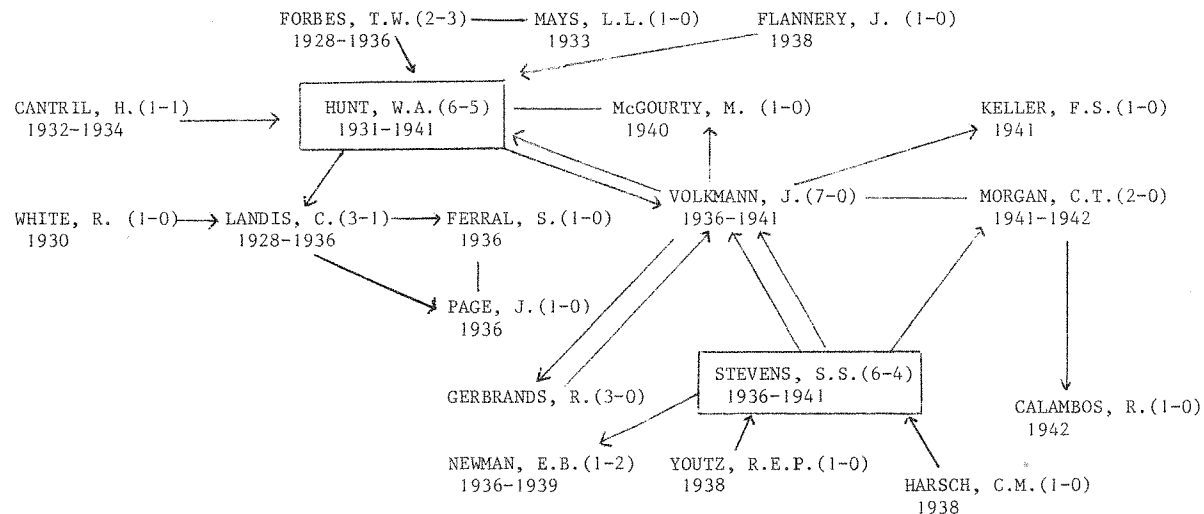 FORBES, T.W.(2-3) MAYS, L.L.(1-0) FLANNERY, J. (1-0)
1928-1936 1933 1938
CANTRIL, H.(1-1) HUNT, W.A.(6-5) McGOURTY, M. (1-0) KELLER, F.S.(1-0)
1932-1934 1931-1941 1940 1941
WHITE, R. (1-0) LANDIS, C.(3-1) FERRAL, S.(1-0) VOLKMANN, J.(7-0) MORGAN, C.T.(2-0)
1930 1928-1936 1936 1936-1941 1941-1942
PAGE, J.(1-0)
1936
STEVENS, S.S.(6-4)
GERBRANDS, R.(3-0) 1936-1941 CALAMBOS, R.(1-0)
1942
NEWMAN, E.B.(1-2) YOUTZ, R.E.P.(1-0)
1936-1939 1938 HARSCH, C.M.(1-0)
1938